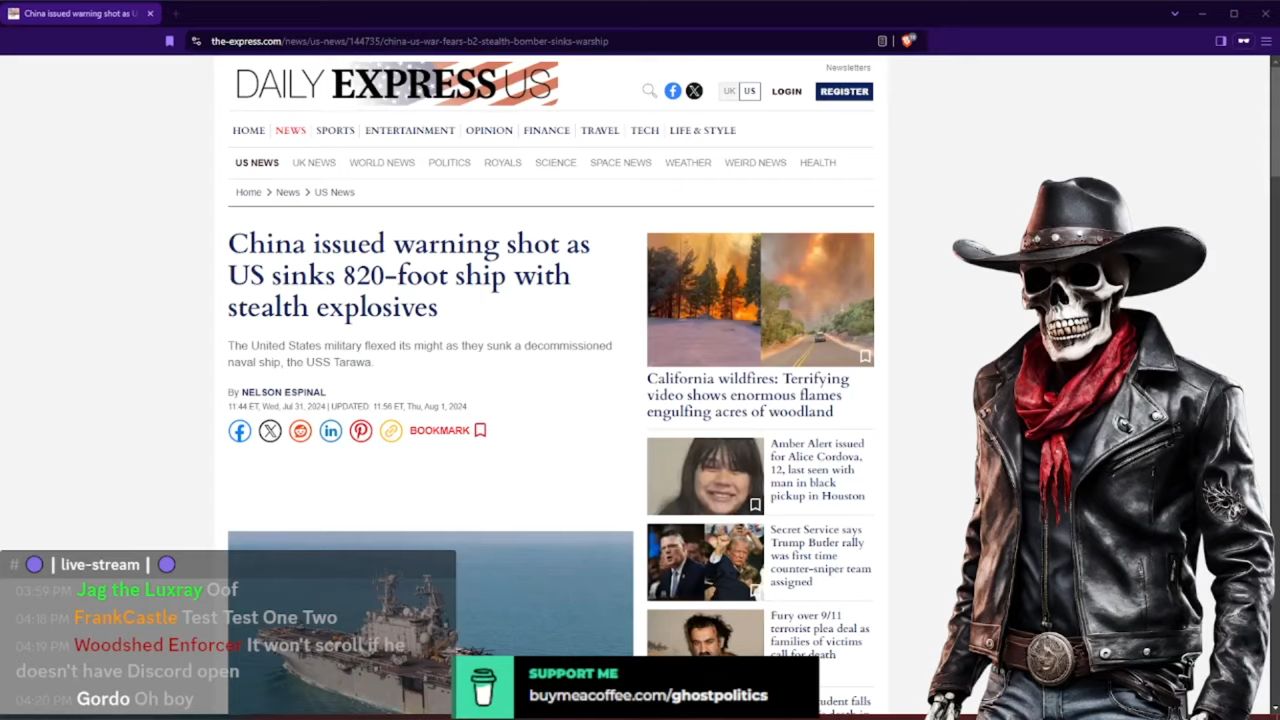 China issued warning shot as U
the-express.com/news/us-news/144735/china-us-war-fears-b2-stealth-bomber-sinks-warship
Newsletters
DAILY EXPRESS US
UK US LOGIN REGISTER
HOME NEWS SPORTS ENTERTAINMENT OPINION FINANCE TRAVEL TECH LIFE & STYLE
US NEWS UK NEWS WORLD NEWS POLITICS ROYALS SCIENCE SPACE NEWS WEATHER WEIRD NEWS HEALTH
Home > News > US News
China issued warning shot as
US sinks 820-foot ship with
stealth explosives
The United States military flexed its might as they sunk a decommissioned
naval ship, the USS Tarawa.
By NELSON ESPINAL
11:44 ET, Wed, Jul 31, 2024 | UPDATED 11:56 ET, Thu, Aug 1, 2024
BOOKMARK
California wildfires: Terrifying
video shows enormous flames
engulfing acres of woodland
Amber Alert issued
for Alice Cordova,
12, last seen with
man in black
pickup in Houston
Secret Service says
Trump Butler rally
was first time
counter-sniper team
assigned
Fury over 9/11
terrorist plea deal as
families of victims
call for death
student falls
# | live-stream |
03:59 PM Jag the Luxray Oof
04:18 PM FrankCastle Test Test One Two
04:19 PM Woodshed Enforcer It won't scroll if he
doesn't have Discord open
04:20 PM Gordo Oh boy
SUPPORT ME
buymeacoffee.com/ghostpolitics